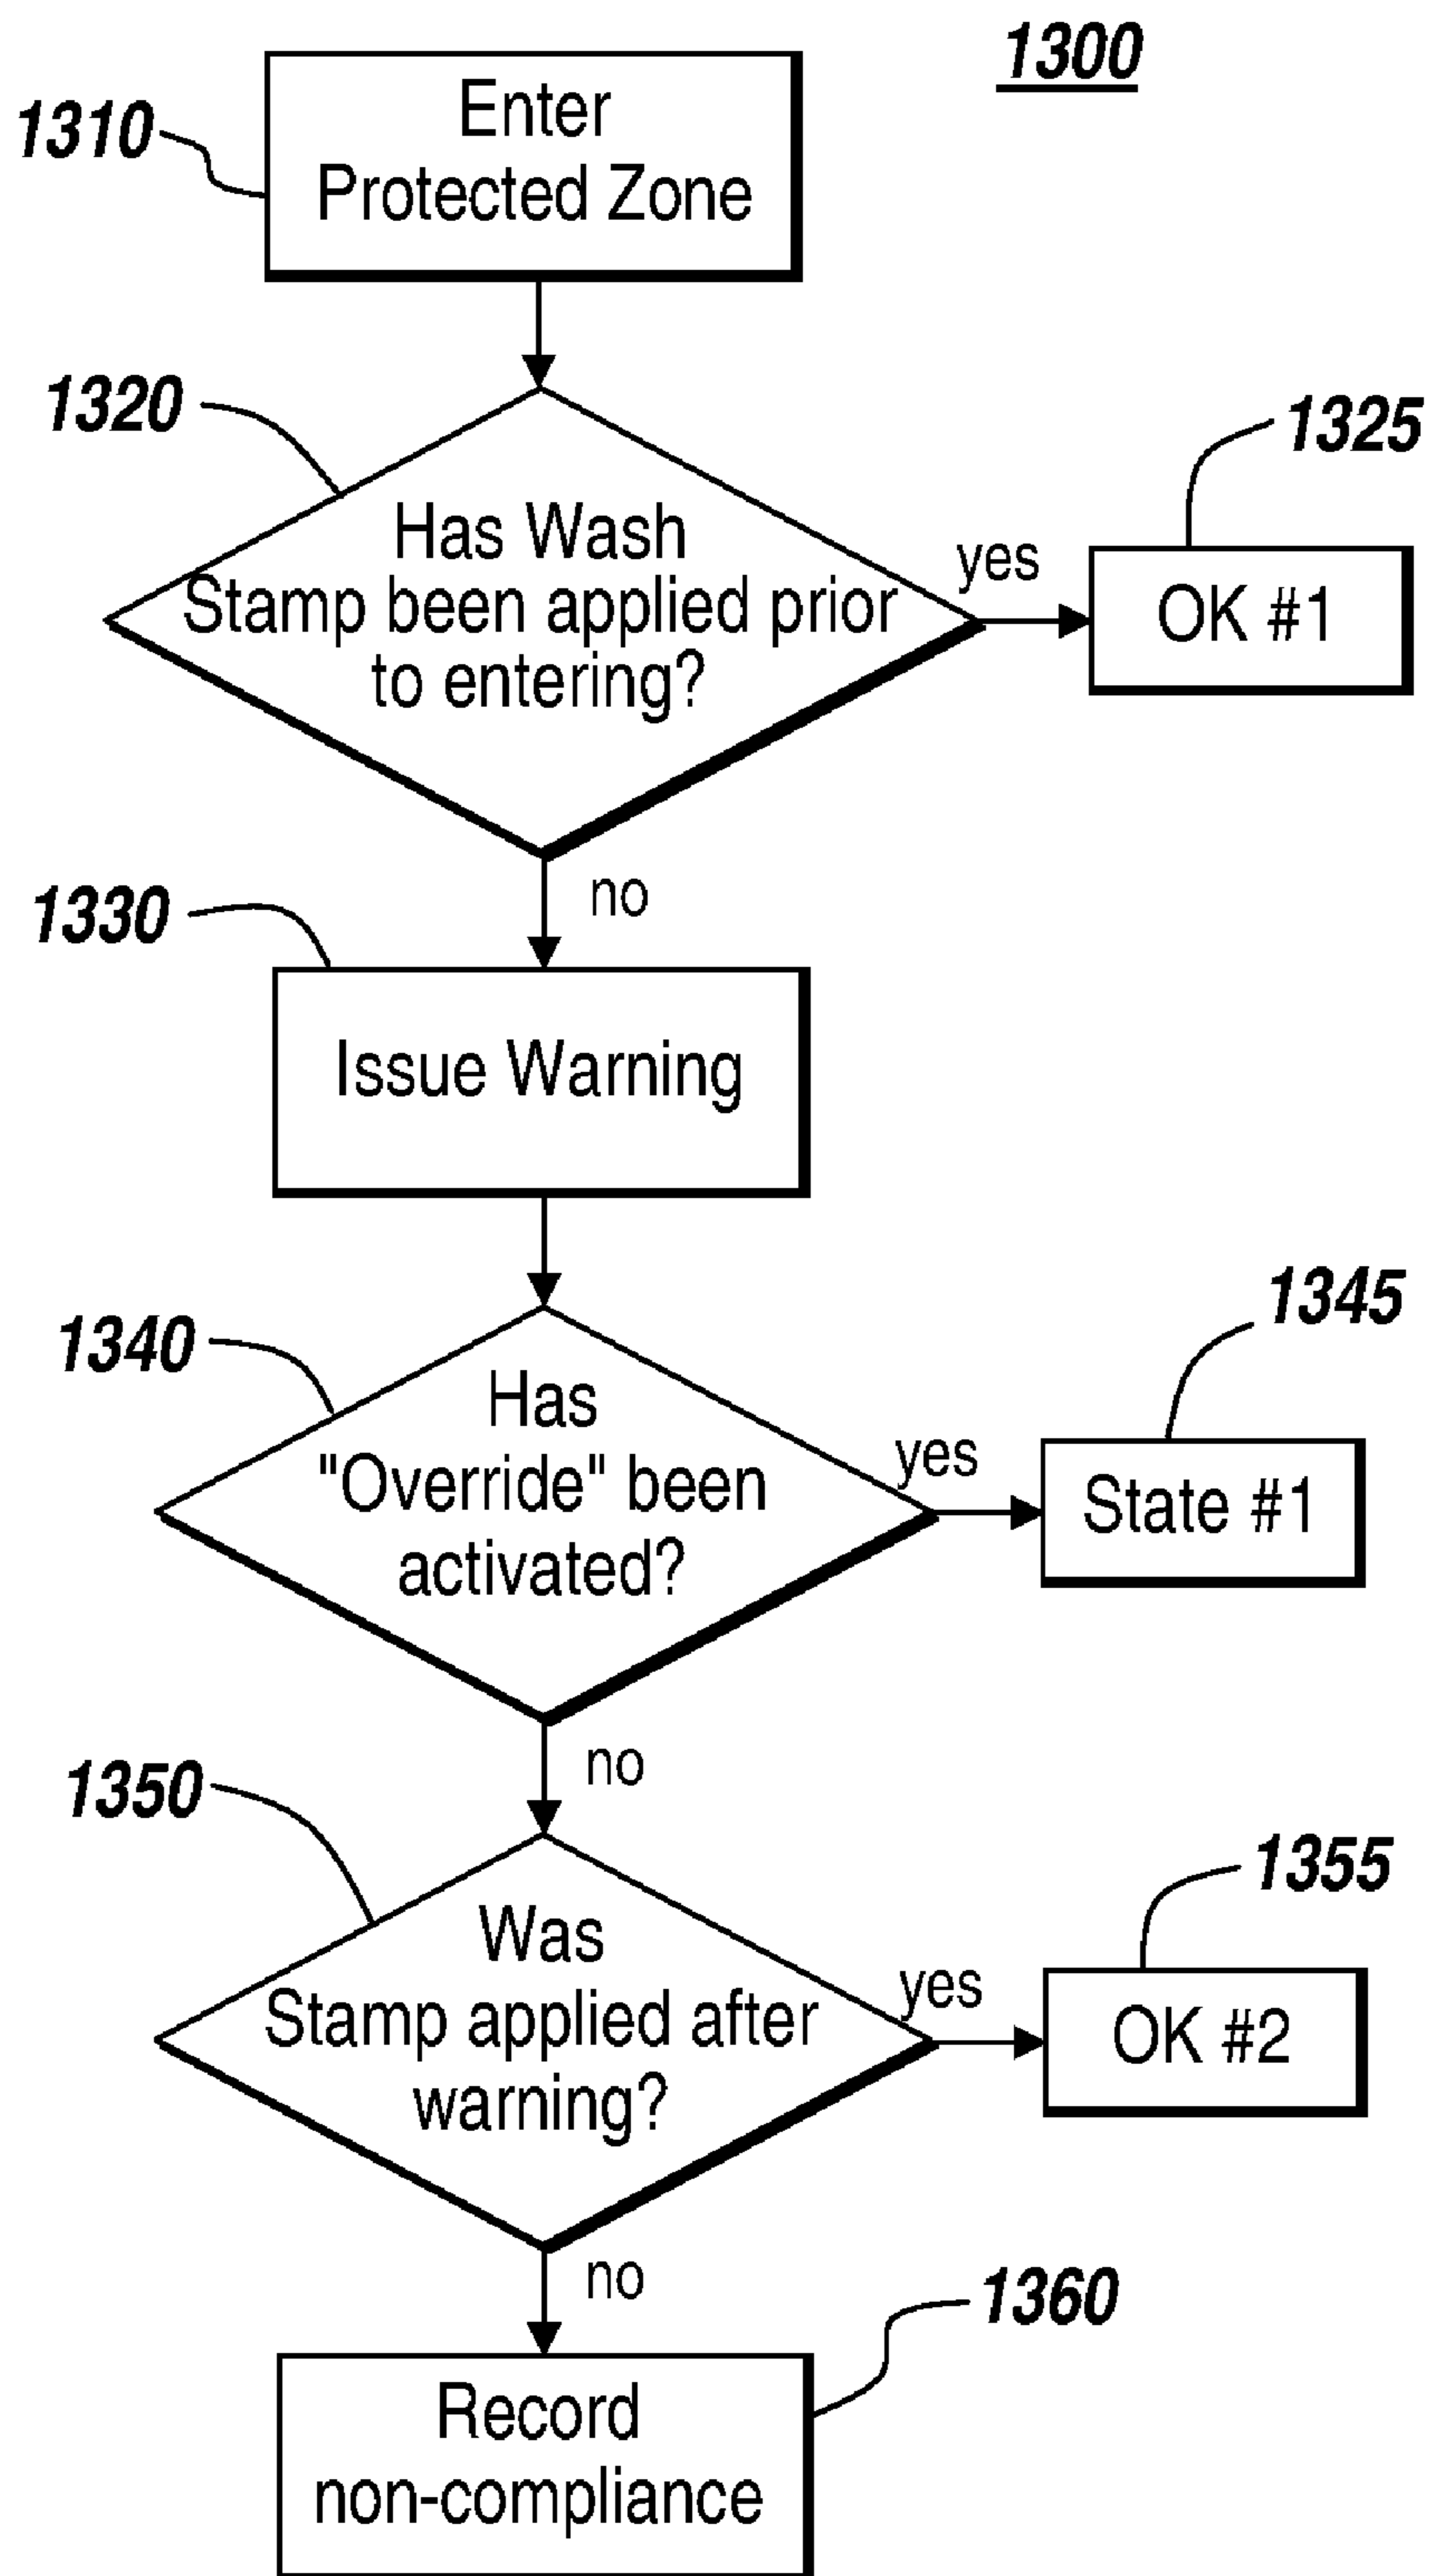 1300
1310
Enter
Protected Zone
1320
Has Wash
Stamp been applied prior
to entering?
yes
1325
OK #1
no
1330
Issue Warning
1340
Has
"Override" been
activated?
yes
1345
State #1
no
1350
Was
Stamp applied after
warning?
yes
1355
OK #2
no
1360
Record
non-compliance